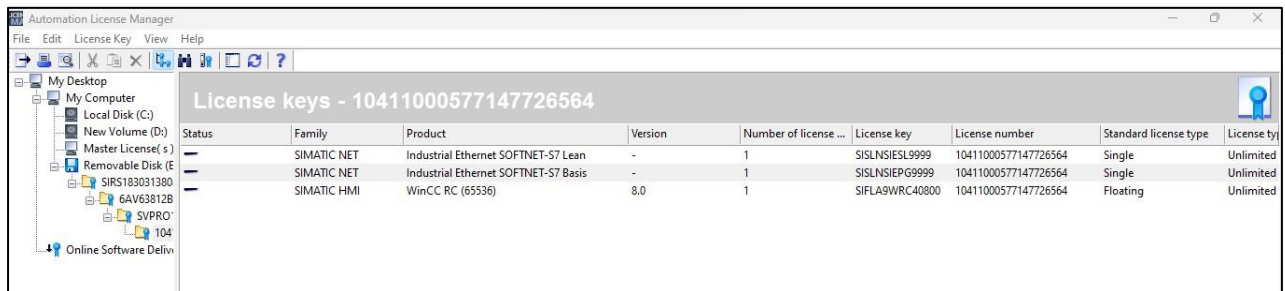 Automation License Manager
File Edit License Key View Help
My Desktop
My Computer
Local Disk (C:)
New Volume (D:)
Master License( s )
Removable Disk (E
SIRS183031380
6AV63812B
SVPRO
104
Online Software Deliv
License keys - 10411000577147726564
Status Family Product Version Number of license ... License key License number Standard license type License typ
SIMATIC NET Industrial Ethernet SOFTNET-S7 Lean - 1 SISLNSIESL9999 10411000577147726564 Single Unlimited
SIMATIC NET Industrial Ethernet SOFTNET-S7 Basis - 1 SISLNSIEPG9999 10411000577147726564 Single Unlimited
SIMATIC HMI WinCC RC (65536) 8.0 1 SIFLA9WRC40800 10411000577147726564 Floating Unlimited